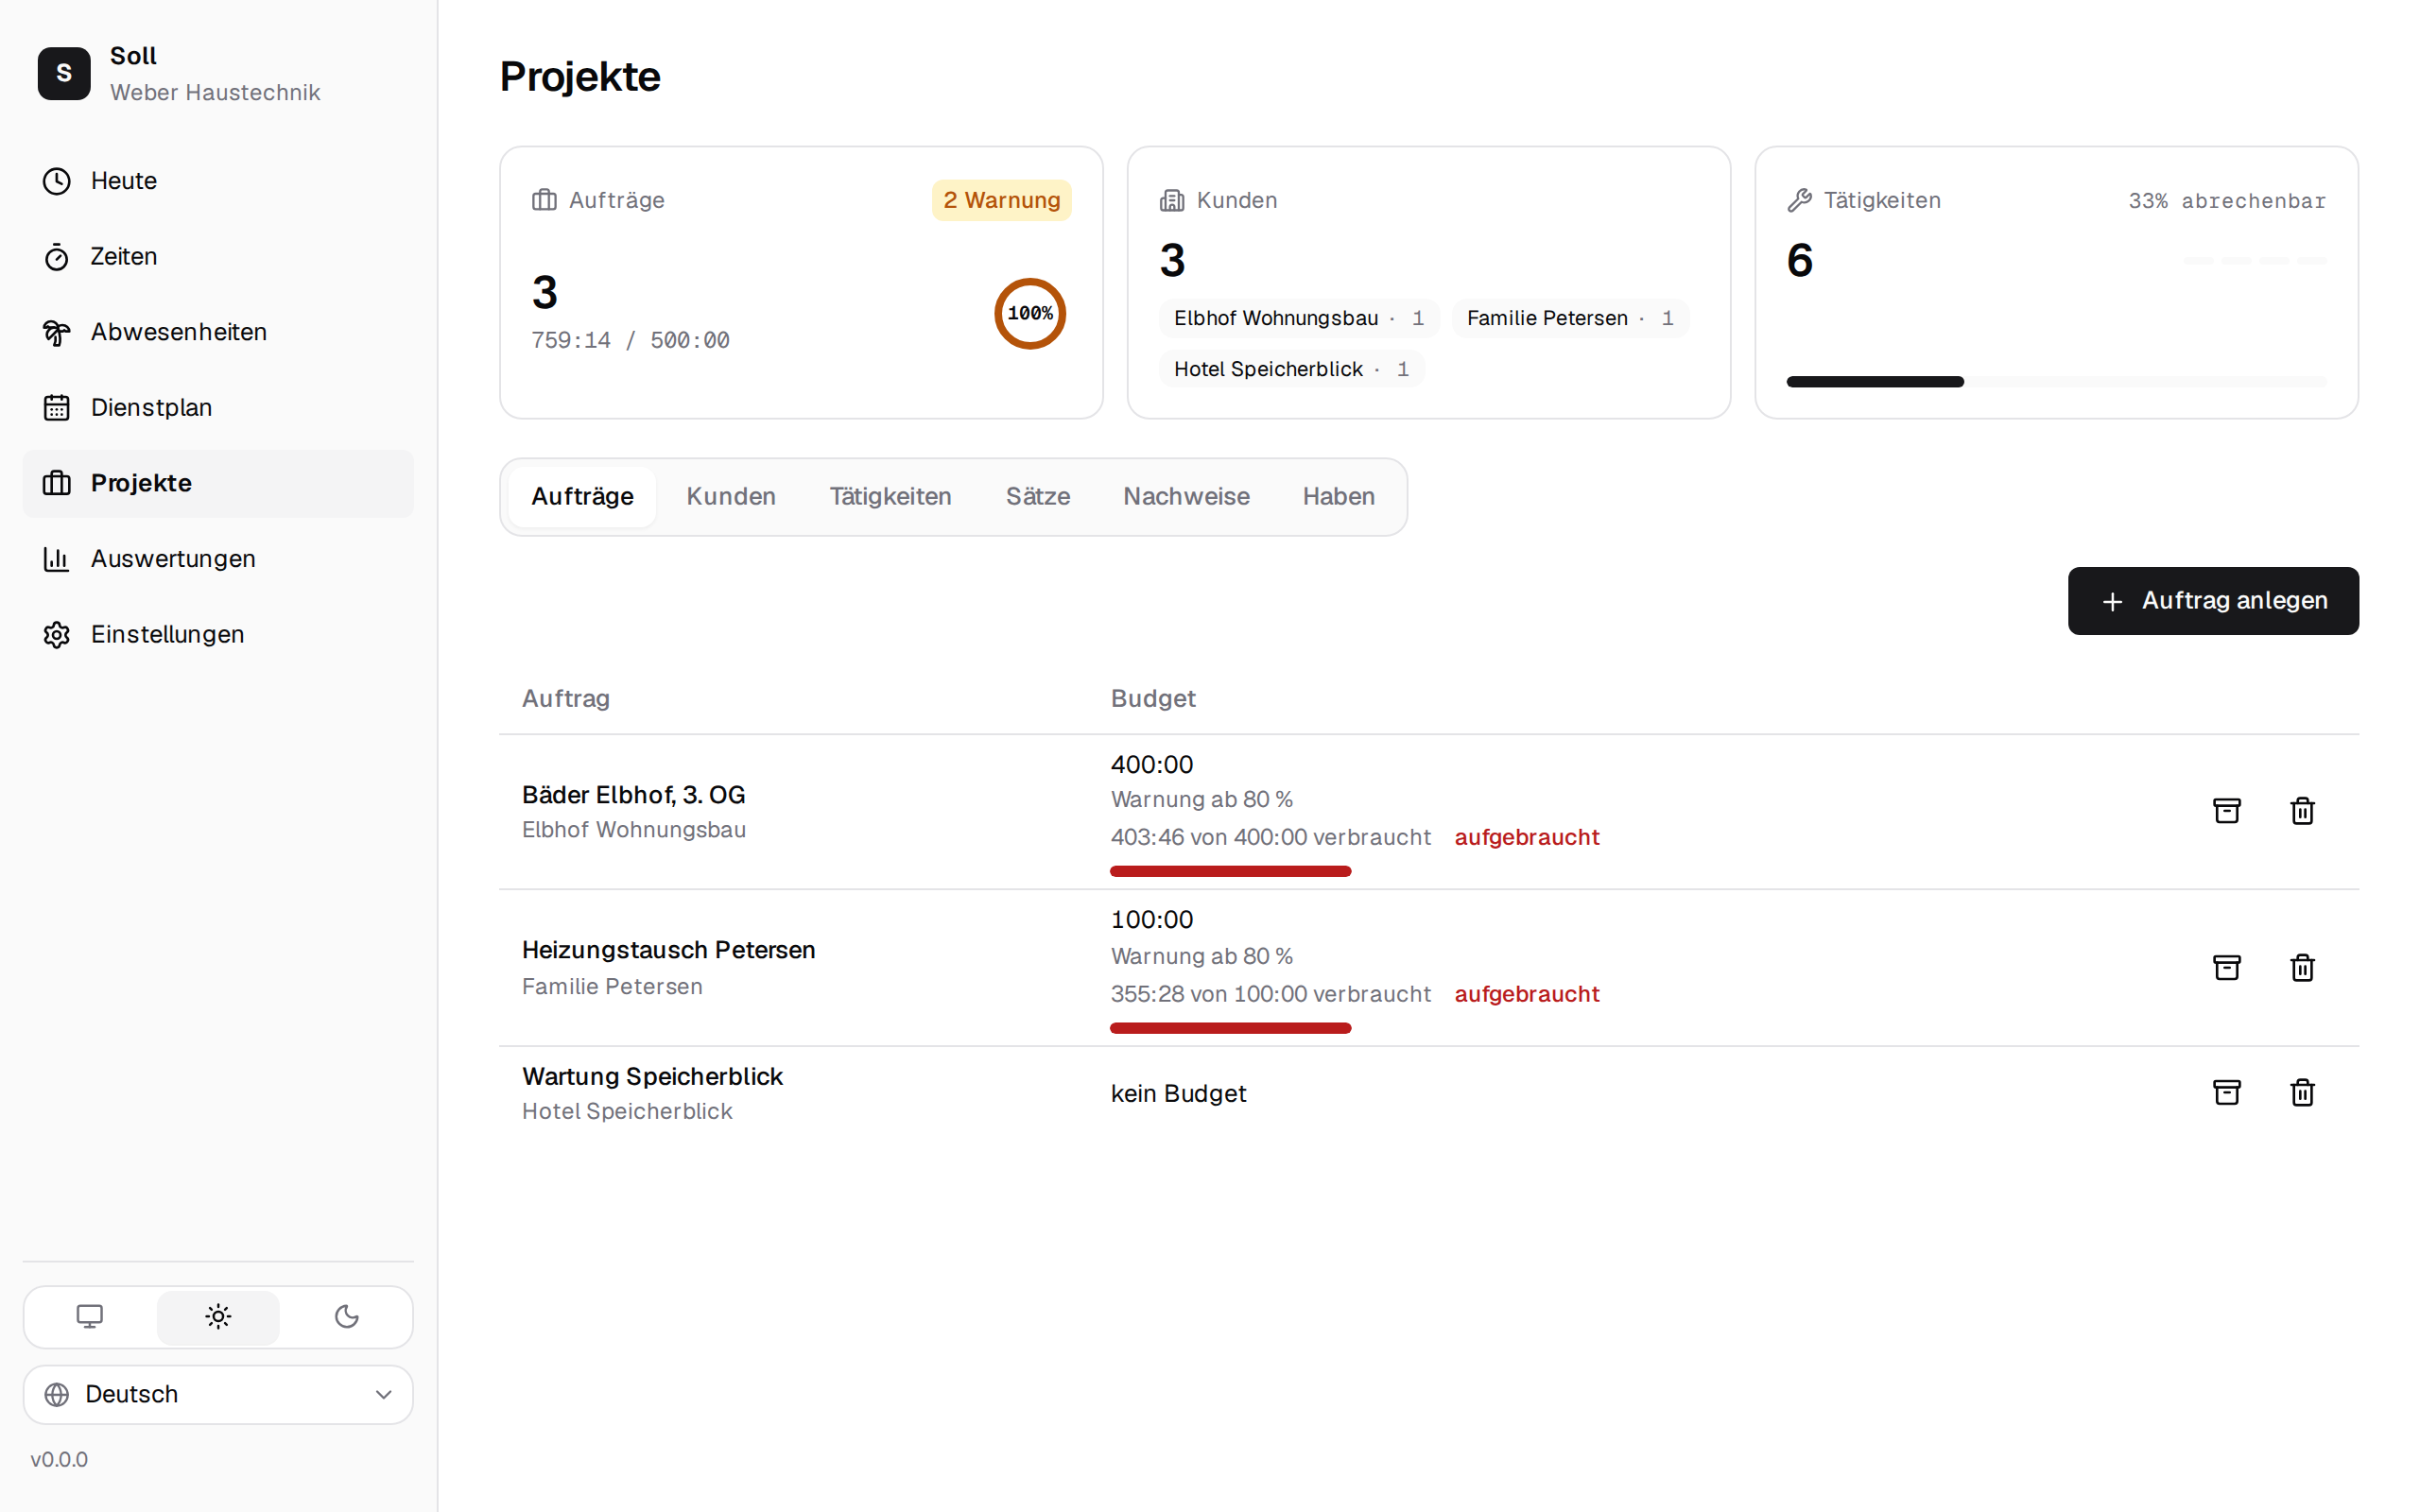 S
Soll
Weber Haustechnik
Heute
Zeiten
Abwesenheiten
Dienstplan
Projekte
Auswertungen
Einstellungen
Deutsch
v0.0.0
Projekte
Aufträge
2 Warnung
3
759:14 / 500:00
100%
Kunden
3
Elbhof Wohnungsbau · 1
Familie Petersen · 1
Hotel Speicherblick · 1
Tätigkeiten
33% abrechenbar
6
Aufträge Kunden Tätigkeiten Sätze Nachweise Haben
Auftrag anlegen
Auftrag Budget
Bäder Elbhof, 3. OG
Elbhof Wohnungsbau
400:00
Warnung ab 80 %
403:46 von 400:00 verbraucht aufgebraucht
Heizungstausch Petersen
Familie Petersen
100:00
Warnung ab 80 %
355:28 von 100:00 verbraucht aufgebraucht
Wartung Speicherblick
Hotel Speicherblick
kein Budget